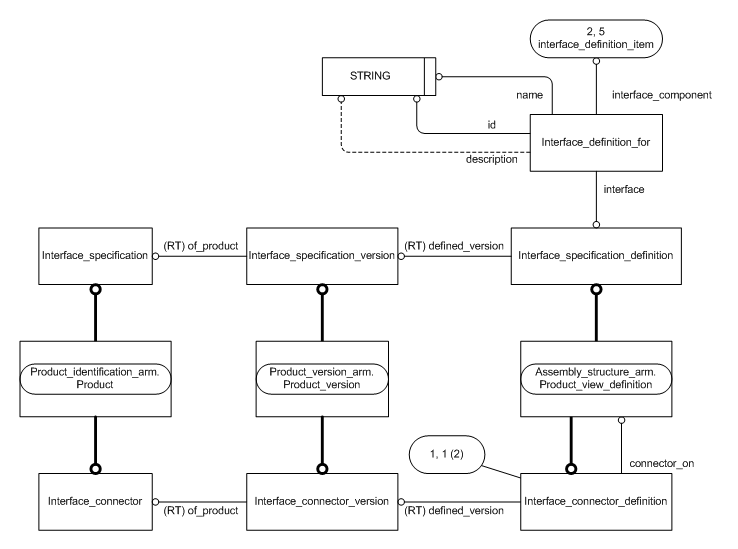 2, 5
interface_definition_item
STRING
name
interface_component
id
description
Interface_definition_for
interface
Interface_specification
(RT) of_product
Interface_specification_version
(RT) defined_version
Interface_specification_definition
Product_identification_arm.
Product
Product_version_arm.
Product_version
Assembly_structure_arm.
Product_view_definition
1, 1 (2)
connector_on
Interface_connector
(RT) of_product
Interface_connector_version
(RT) defined_version
Interface_connector_definition